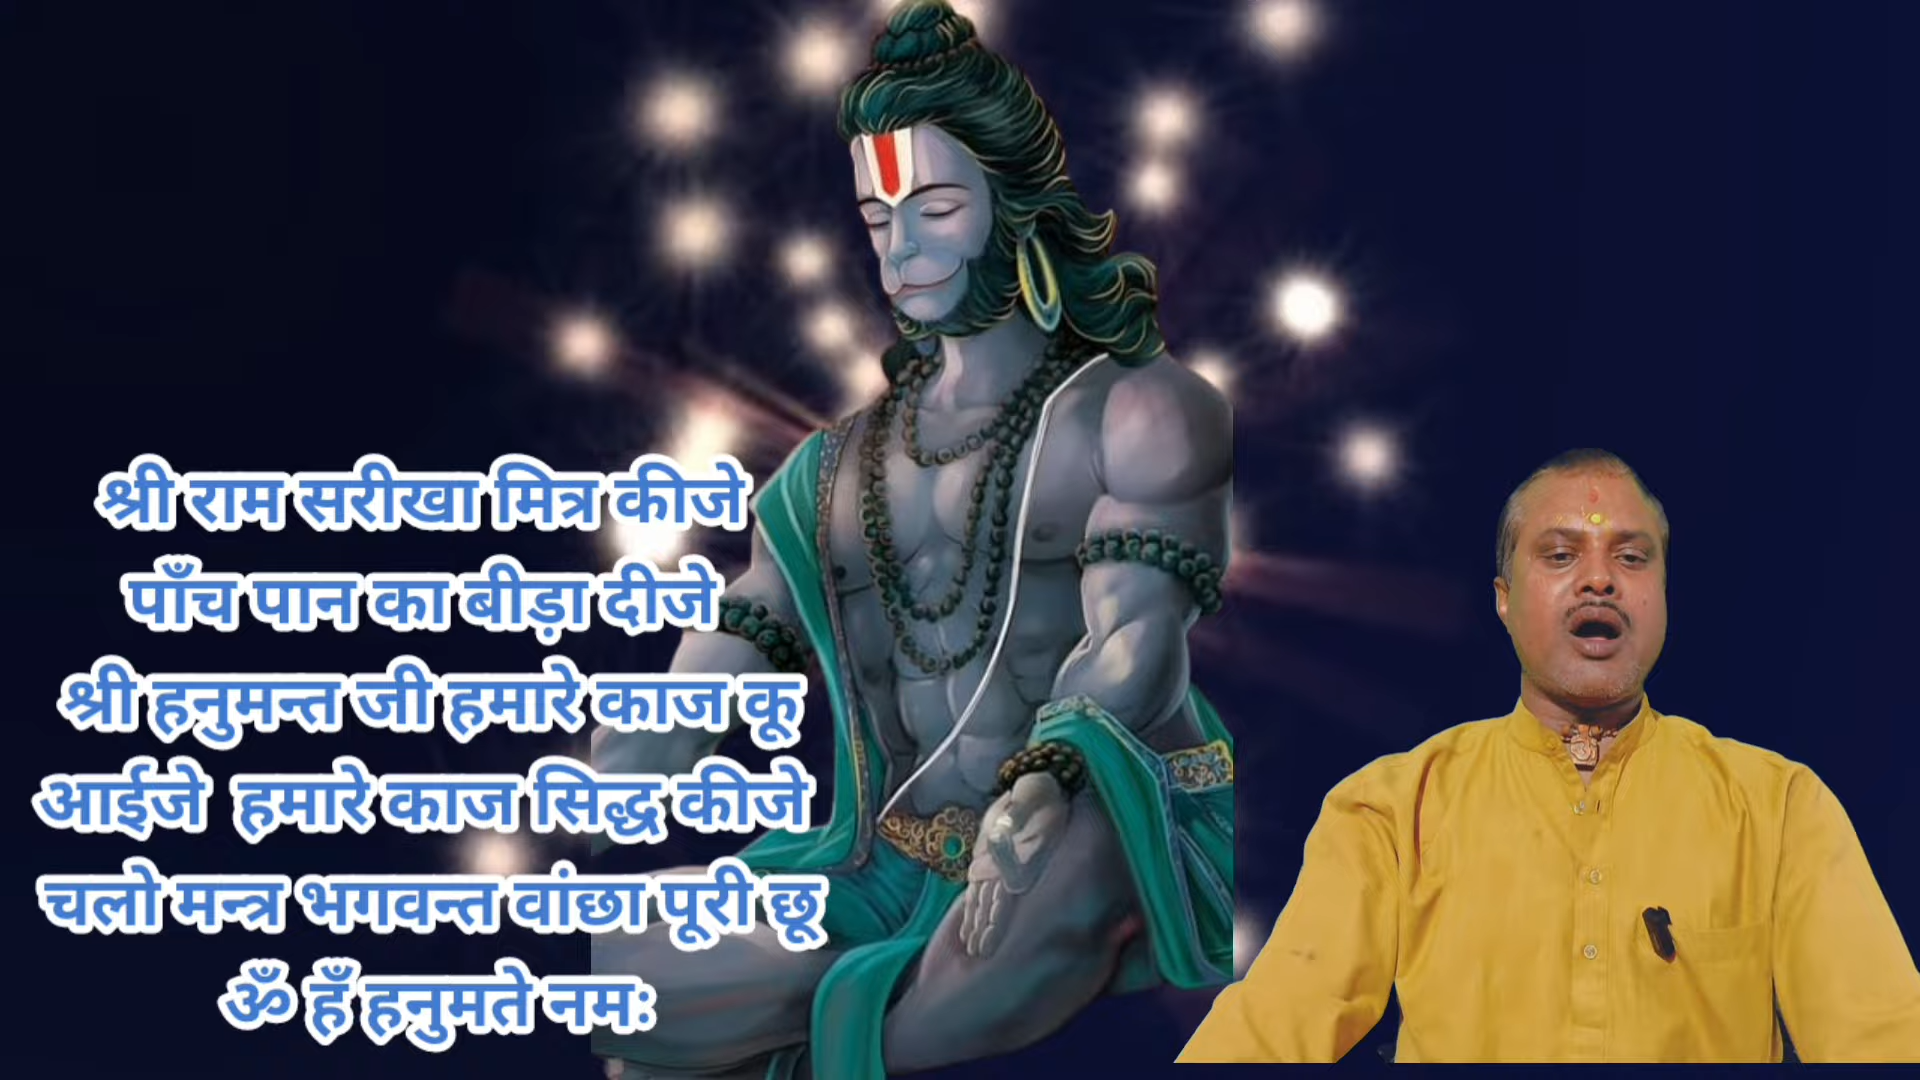 श्री राम सरीखा मित्र कीजे
पाँच पान का बीड़ा दीजे
श्री हनुमन्त जी हमारे काज कू
आईजे हमारे काज सिद्ध कीजे
चलो मन्त्र भगवन्त वांछा पूरी छू
ॐ हँ हनुमते नमः